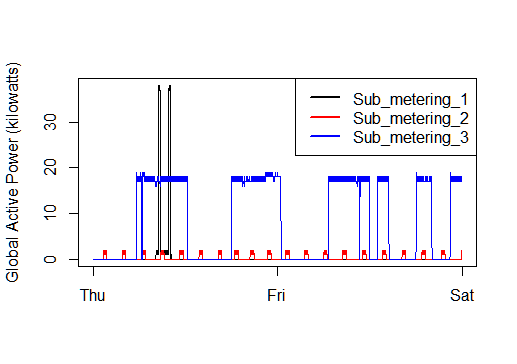 Global Active Power (kilowatts)
30
20
10
0
Sub_metering_1
Sub_metering_2
Sub_metering_3
Thu
Fri
Sat